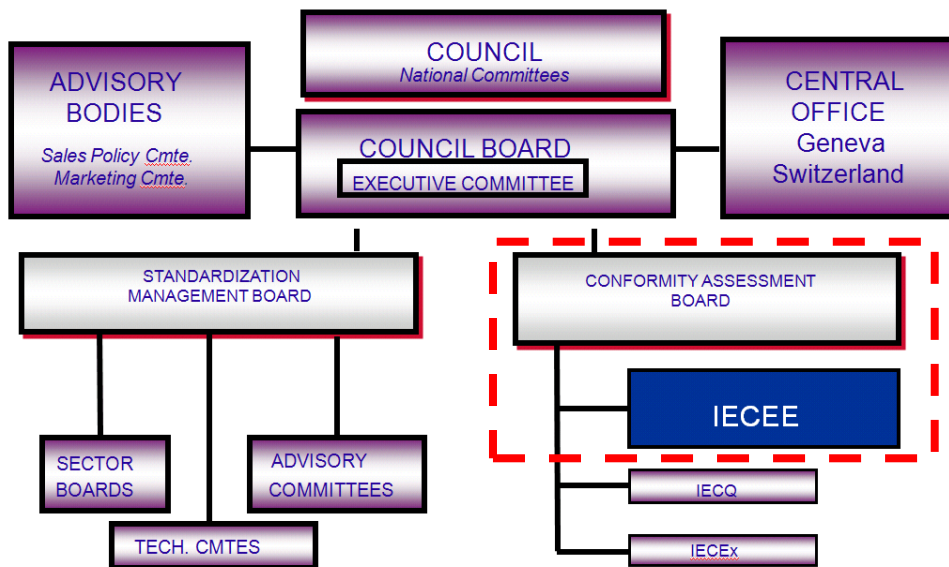 COUNCIL
National Committees
ADVISORY
BODIES
Sales Policy Cmte.
Marketing Cmte.
COUNCIL BOARD
EXECUTIVE COMMITTEE
CENTRAL
OFFICE
Geneva
Switzerland
STANDARDIZATION
MANAGEMENT BOARD
CONFORMITY ASSESSMENT
BOARD
IECEE
SECTOR
BOARDS
ADVISORY
COMMITTEES
TECH. CMTES
IECQ
IECEx